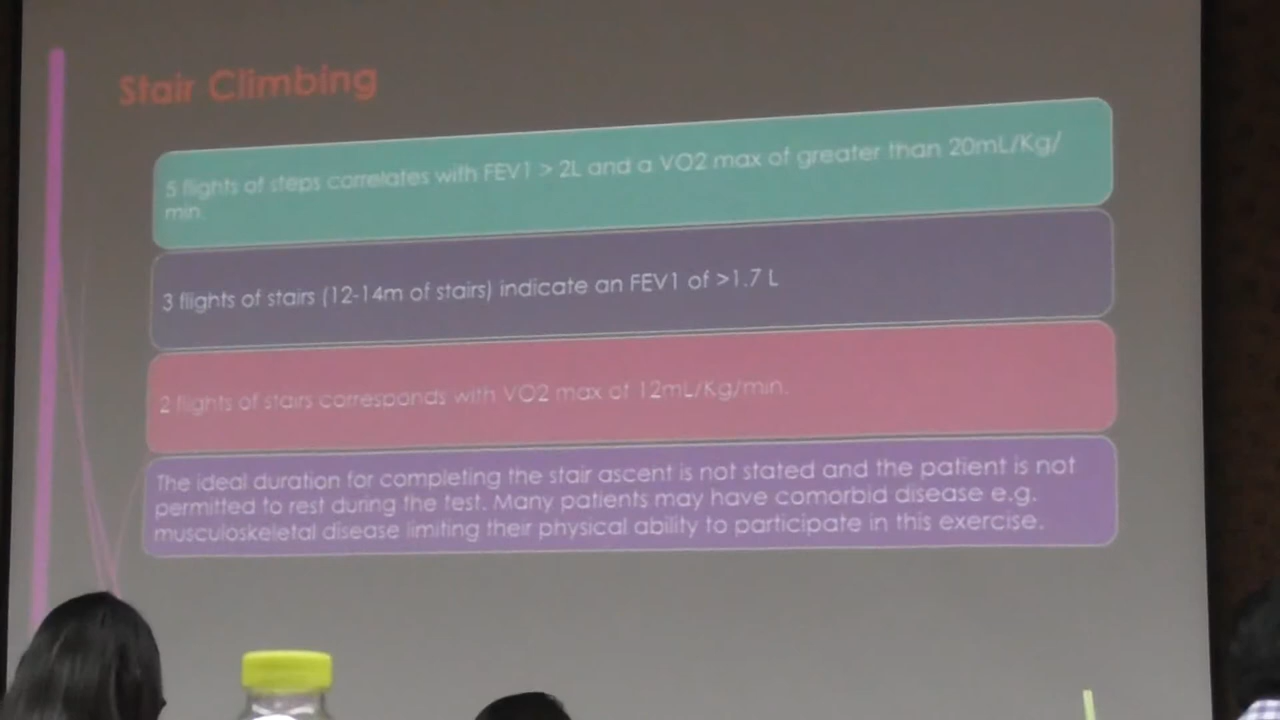 Stair Climbing
5 flights of steps correlates with FEV1 > 2L and a VO2 max of greater than 20mL/Kg/
min.
3 flights of stairs (12-14m of stairs) indicate an FEV1 of >1.7 L
2 flights of stairs corresponds with VO2 max of 12mL/Kg/min.
The ideal duration for completing the stair ascent is not stated and the patient is not
permitted to rest during the test. Many patients may have comorbid disease e.g.
musculoskeletal disease limiting their physical ability to participate in this exercise.